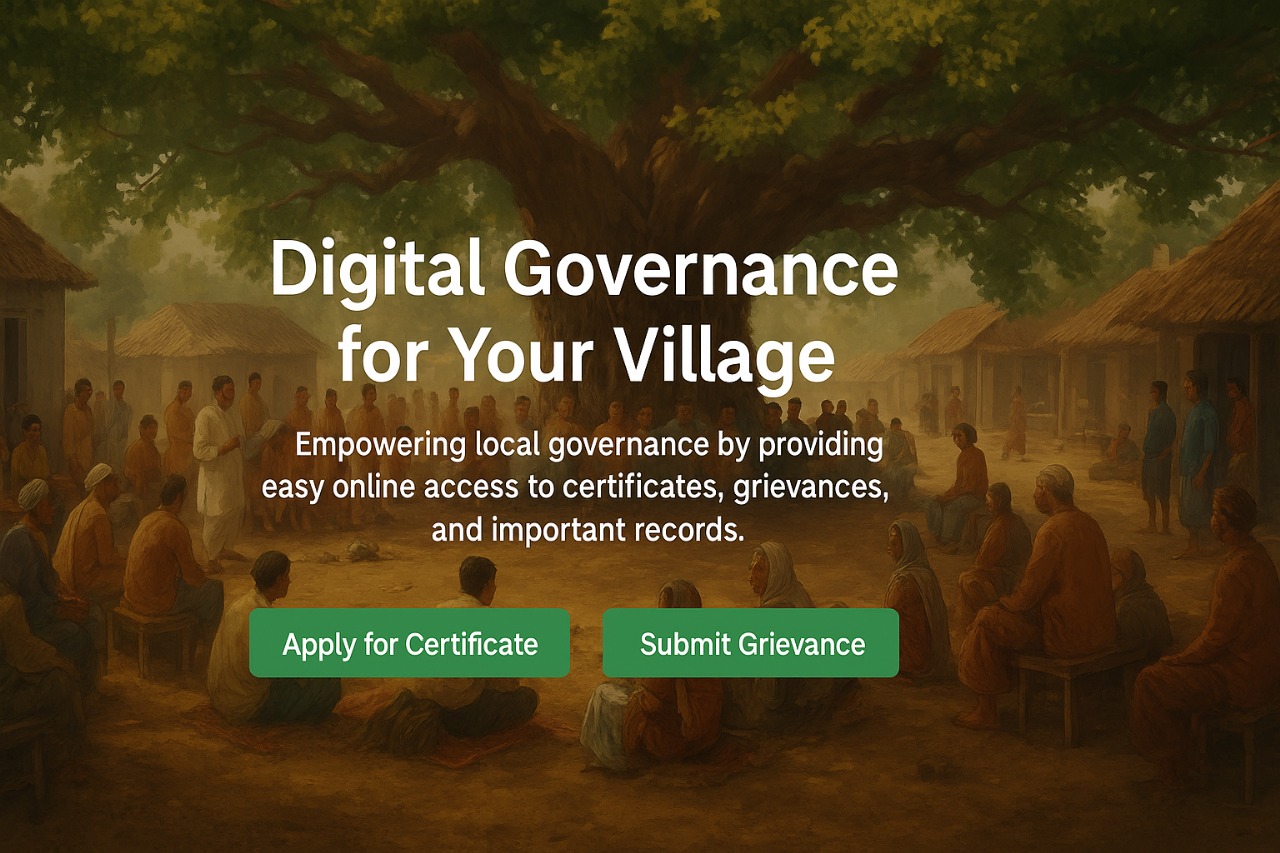 Digital Governance
for Your Village
Empowering local governance by providing
easy online access to certificates, grievances,
and important records.
Apply for Certificate
Submit Grievance